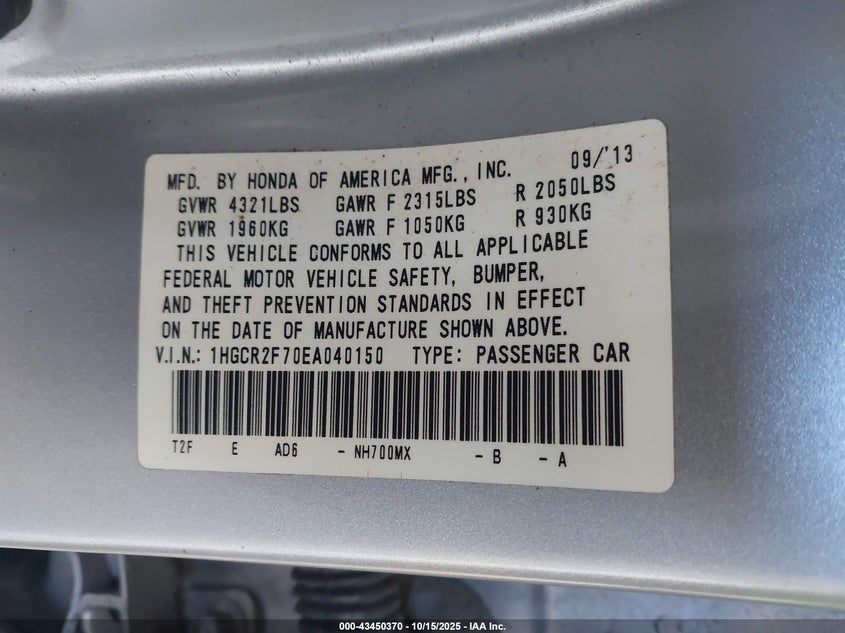 MFD. BY HONDA OF AMERICA MFG., INC. 09/'13
GVWR 4321LBS GAWR F 2315LBS R 2050LBS
GVWR 1960KG GAWR F 1050KG R 930KG
THIS VEHICLE CONFORMS TO ALL APPLICABLE
FEDERAL MOTOR VEHICLE SAFETY, BUMPER,
AND THEFT PREVENTION STANDARDS IN EFFECT
ON THE DATE OF MANUFACTURE SHOWN ABOVE.
V.I.N.: 1HGCR2F70EA040150 TYPE: PASSENGER CAR
T2F E AD6 - NH700MX - B - A
000-43450370 - 10/15/2025 - IAA Inc.